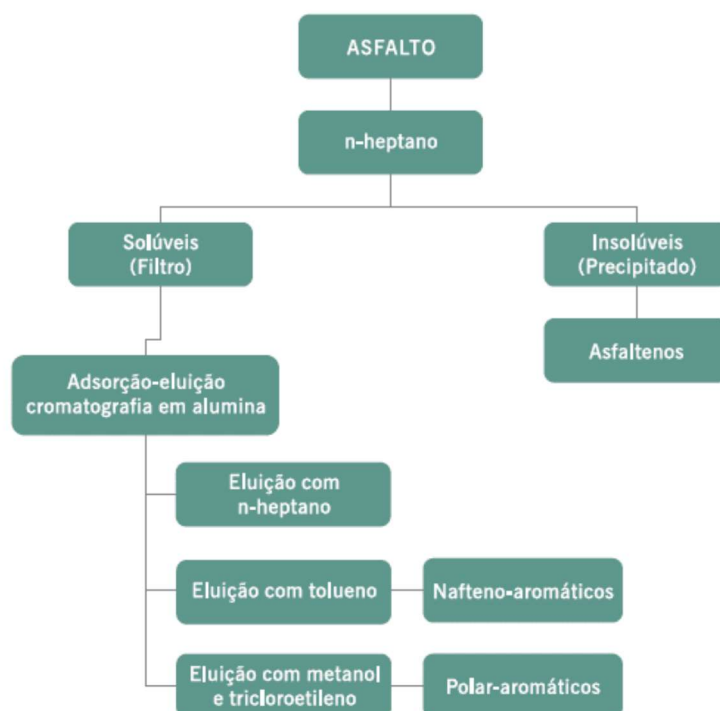 ASFALTO
n-heptano
Solúveis
(Filtro)
Insolúveis
(Precipitado)
Asfaltenos
Adsorção-eluição
cromatografia em alumina
Eluição com
n-heptano
Eluição com tolueno
Nafteno-aromáticos
Eluição com metanol
e tricloroetileno
Polar-aromáticos